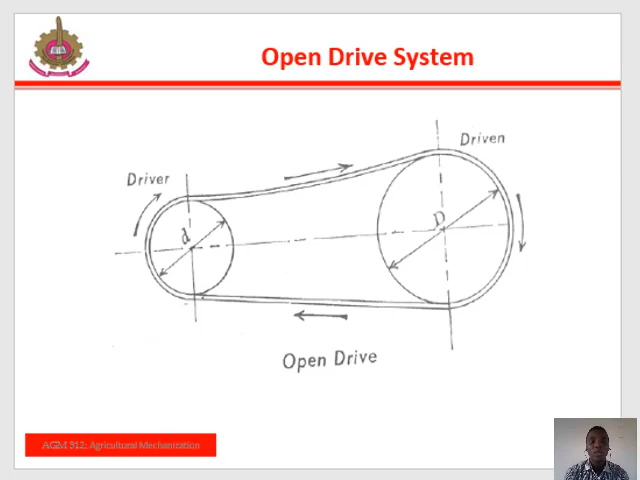 Open Drive System
Driven
Driver
D
d
Open Drive
AGM 312: Agricultural Mechanization